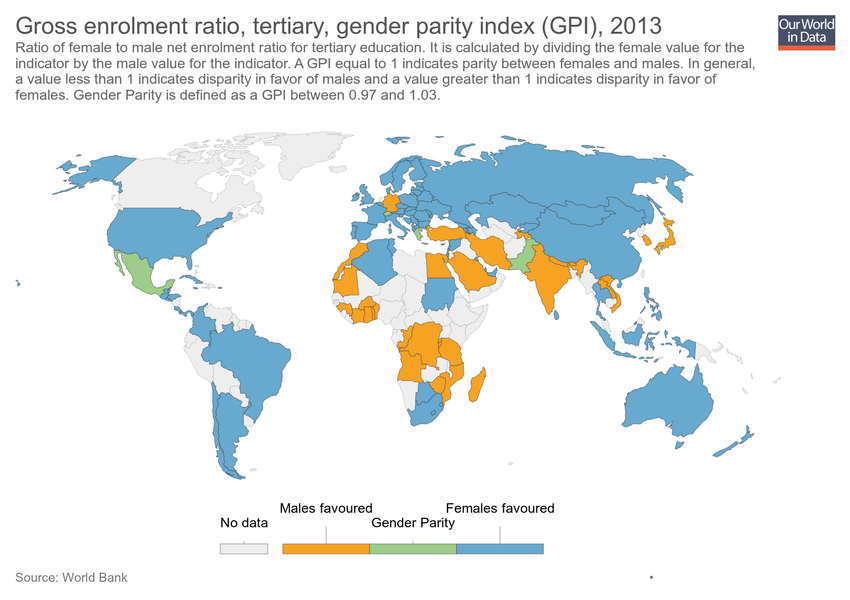 Gross enrolment ratio, tertiary, gender parity index (GPI), 2013
Our World
in Data
Ratio of female to male net enrolment ratio for tertiary education. It is calculated by dividing the female value for the
indicator by the male value for the indicator. A GPI equal to 1 indicates parity between females and males. In general,
a value less than 1 indicates disparity in favor of males and a value greater than 1 indicates disparity in favor of
females. Gender Parity is defined as a GPI between 0.97 and 1.03.
Males favoured
Females favoured
No data
Gender Parity
Source: World Bank